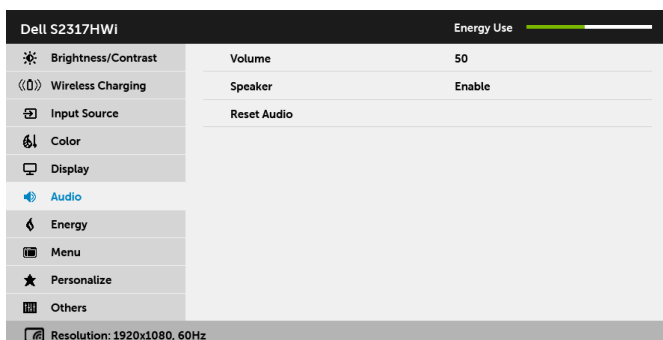 Dell S2317HWi Energy Use
Brightness/Contrast Volume 50
Wireless Charging Speaker Enable
Input Source Reset Audio
Color
Display
Audio
Energy
Menu
Personalize
Others
Resolution: 1920x1080, 60Hz